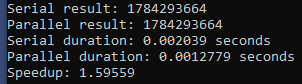 Serial result: 1784293664
Parallel result: 1784293664
Serial duration: 0.002039 seconds
Parallel duration: 0.0012779 seconds
Speedup: 1.59559